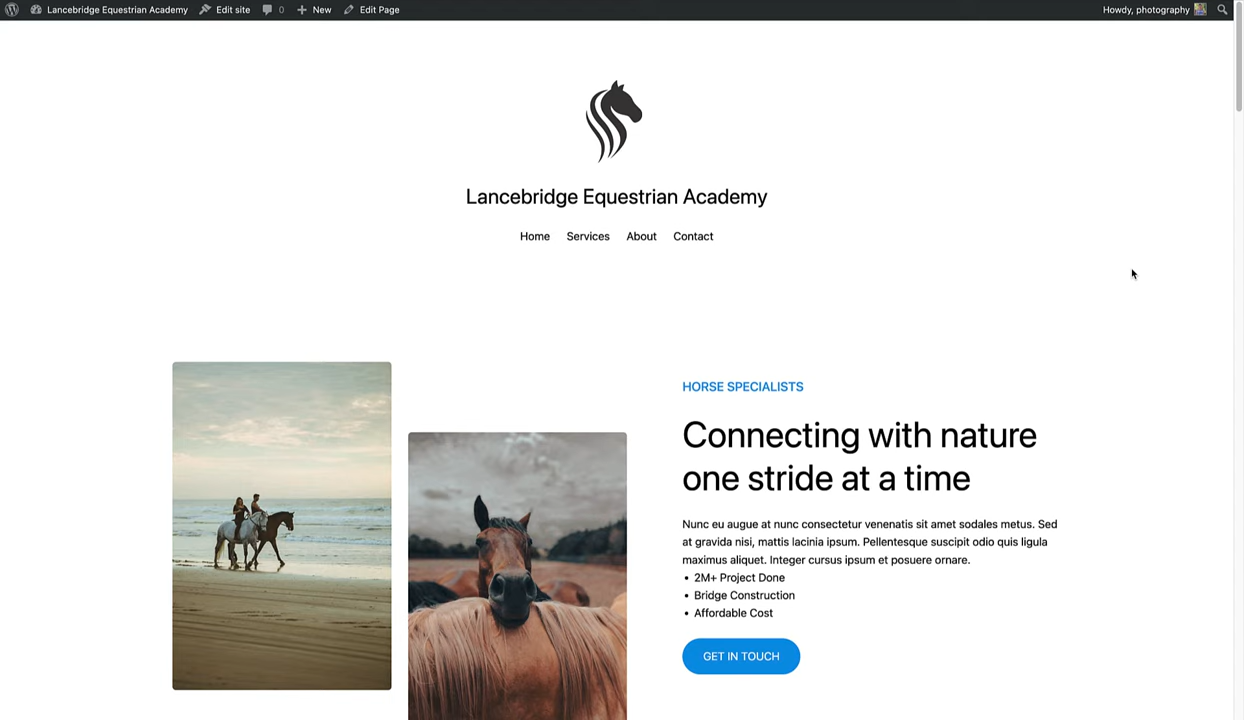 Lancebridge Equestrian Academy Edit site 0 New Edit Page Howdy, photography
Lancebridge Equestrian Academy
Home Services About Contact
HORSE SPECIALISTS
Connecting with nature
one stride at a time
Nunc eu augue at nunc consectetur venenatis sit amet sodales metus. Sed
at gravida nisi, mattis lacinia ipsum. Pellentesque suscipit odio quis ligula
maximus aliquet. Integer cursus ipsum et posuere ornare.
• 2M+ Project Done
• Bridge Construction
• Affordable Cost
GET IN TOUCH